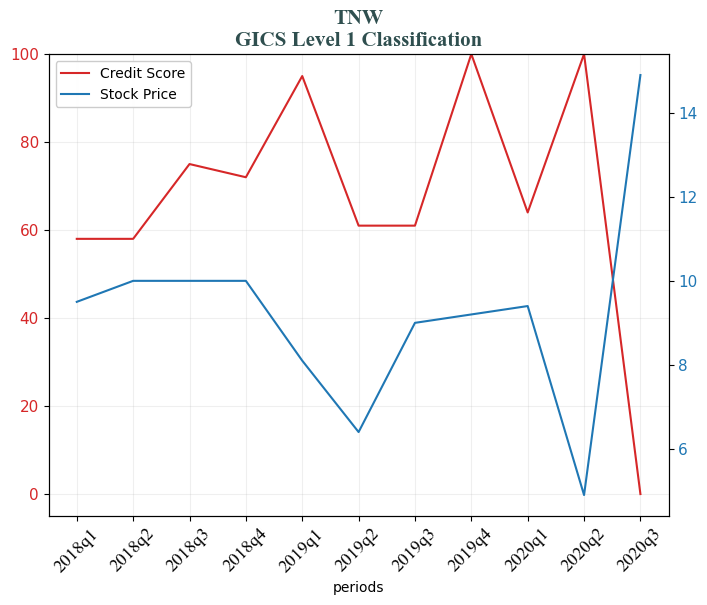 TNW
GICS Level 1 Classification
Credit Score
Stock Price
100
80
60
40
20
0
14
12
10
8
6
2018q1
2018q2
2018q3
2018q4
2019q1
2019q2
2019q3
2019q4
2020q1
2020q2
2020q3
periods